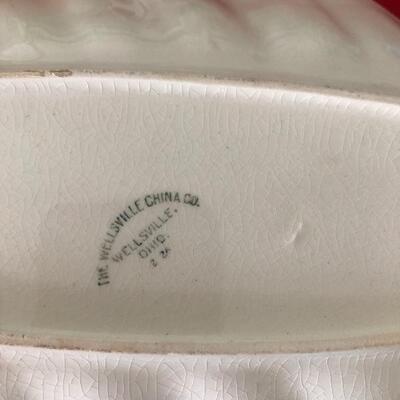 THE WELLSVILLE CHINA CO.
WELLSVILLE,
OHIO.